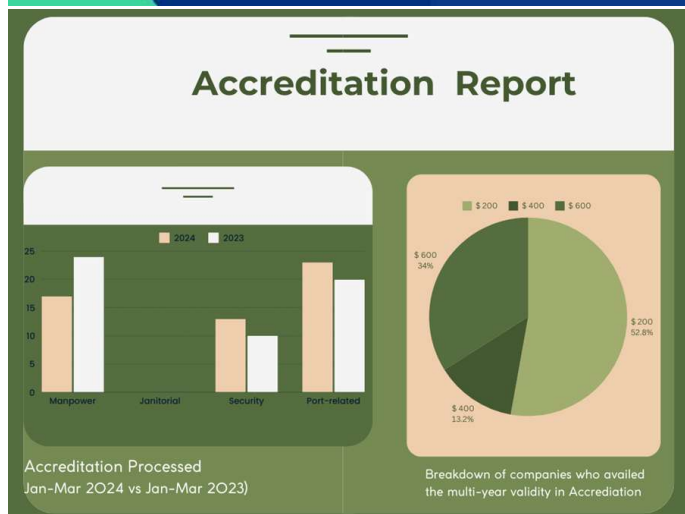 Accreditation Report
2024 2023
25
20
15
10
5
0
Manpower Janitorial Security Port-related
Accreditation Processed
Jan-Mar 2024 vs Jan-Mar 2023)
$ 200 $ 400 $ 600
$ 600
34%
$ 200
52.8%
$ 400
13.2%
Breakdown of companies who availed
the multi-year validity in Accrediation